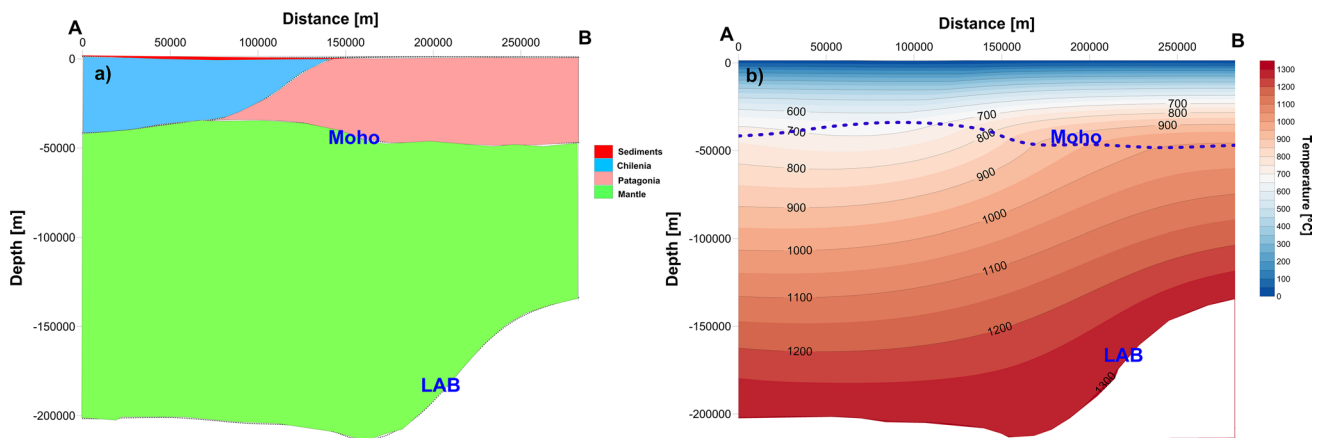 Distance [m]
A
0 50000 100000 150000 200000 250000
B
0
a)
-50000
-100000
-150000
-200000
Depth [m]
Moho
LAB
Sediments
Chilenia
Patagonia
Mantle
Distance [m]
A
0 50000 100000 150000 200000 250000
B
0
b)
-50000
-100000
-150000
-200000
Depth [m]
600
700
800
900
1000
1100
1200
700
800
900
1000
1100
1200
1300
700
800
900
Moho
LAB
1300
1200
1100
1000
900
800
700
600
500
400
300
200
100
0
Temperature [°C]